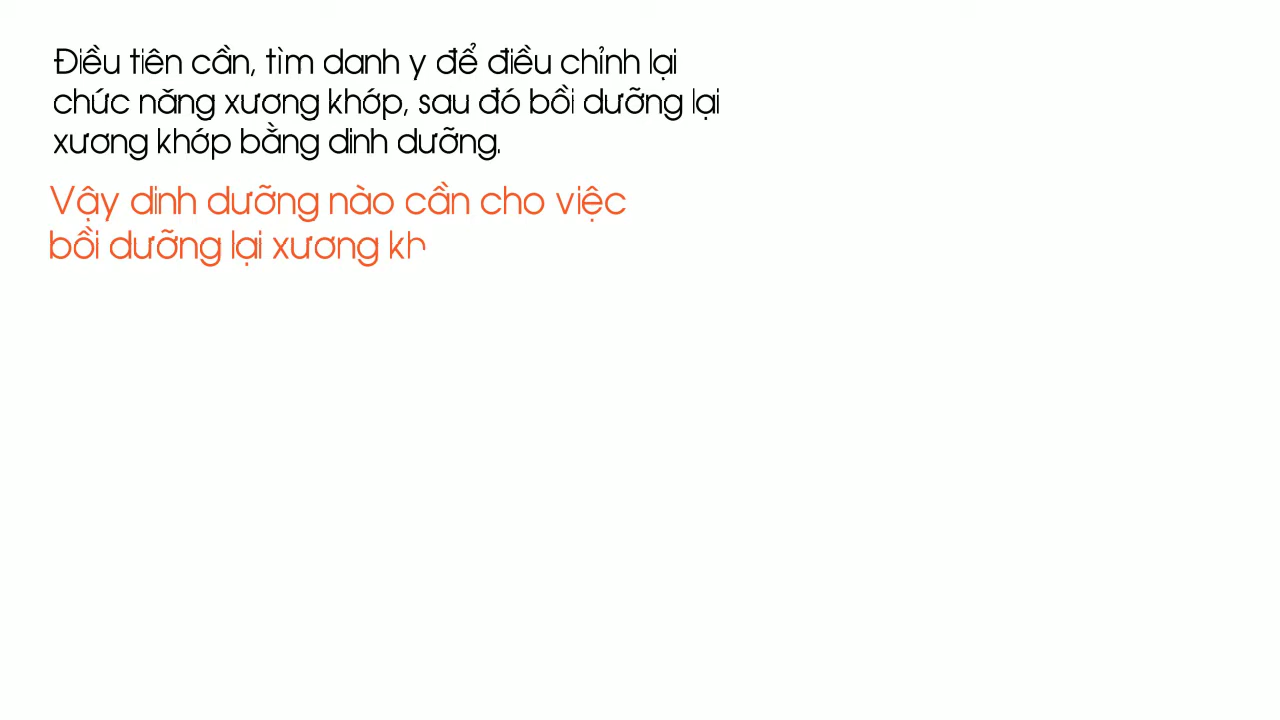 Điều tiên cần, tìm danh y để điều chỉnh lại
chức năng xương khớp, sau đó bồi dưỡng lại
xương khớp bằng dinh dưỡng.
Vậy dinh dưỡng nào cần cho việc
bồi dưỡng lại xương kh